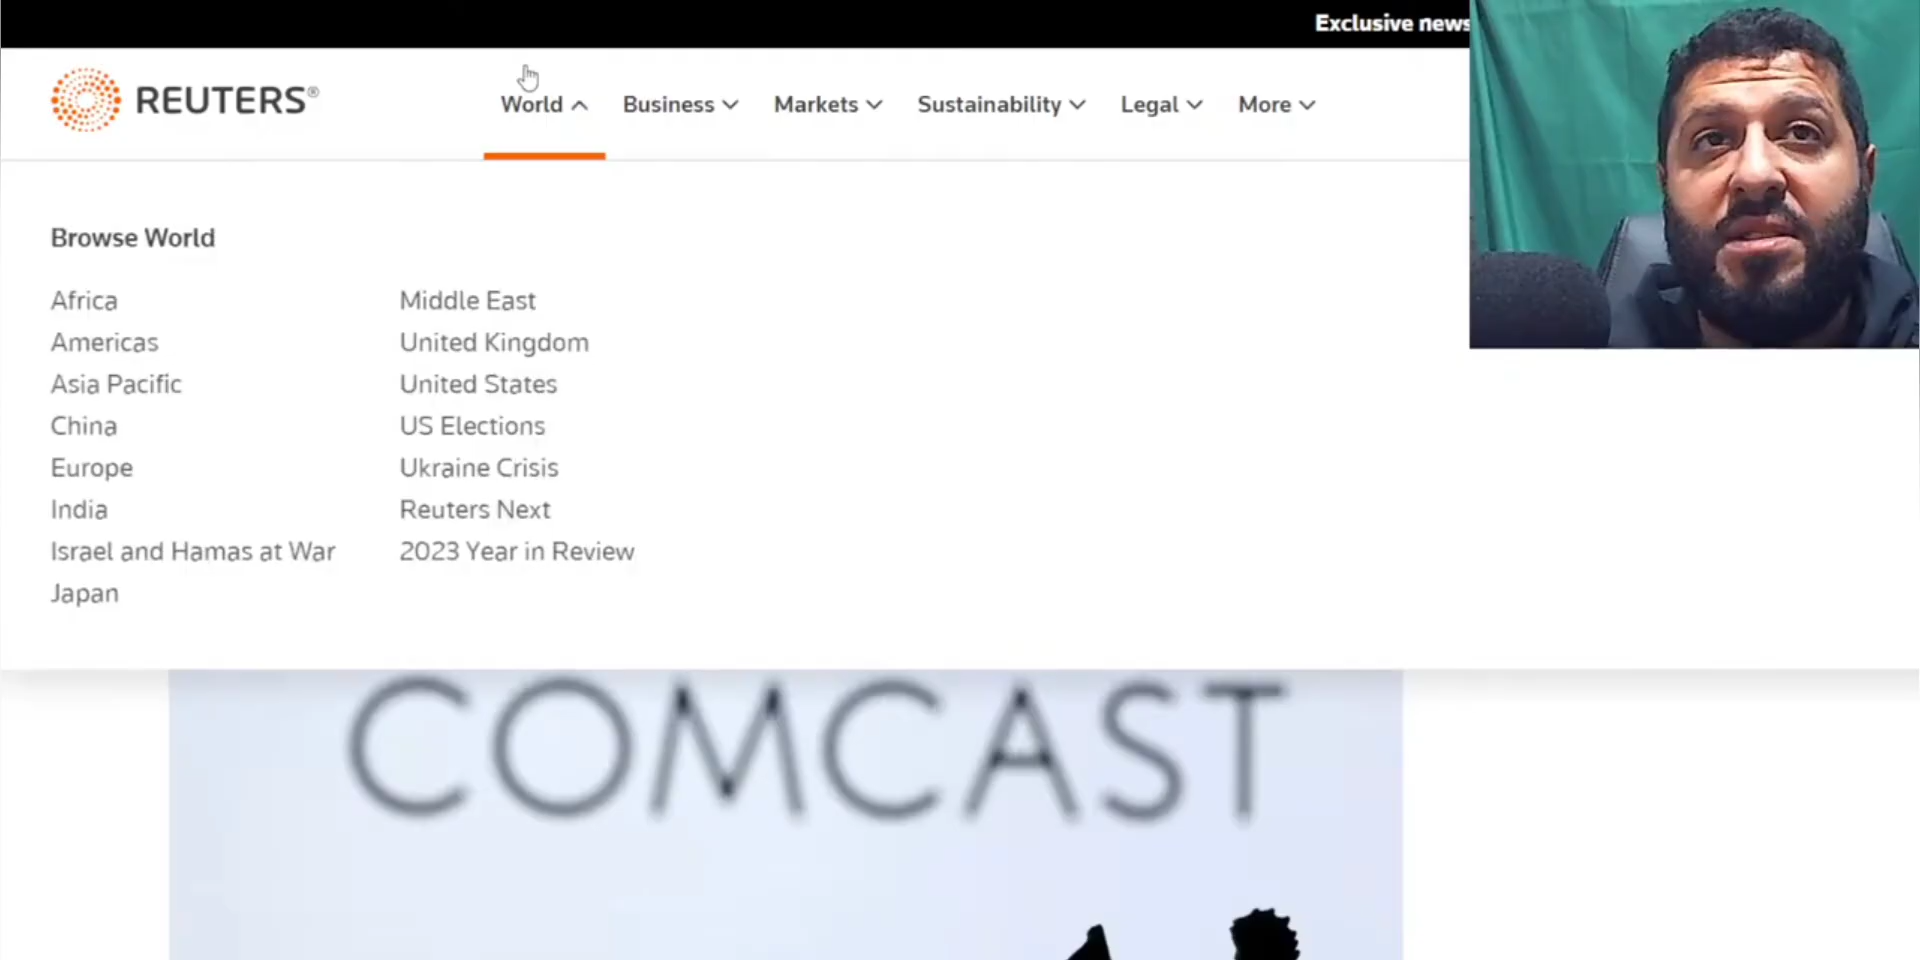 Exclusive news
REUTERS®
World Business Markets Sustainability Legal More
Browse World
Africa
Americas
Asia Pacific
China
Europe
India
Israel and Hamas at War
Japan
Middle East
United Kingdom
United States
US Elections
Ukraine Crisis
Reuters Next
2023 Year in Review
COMCAST